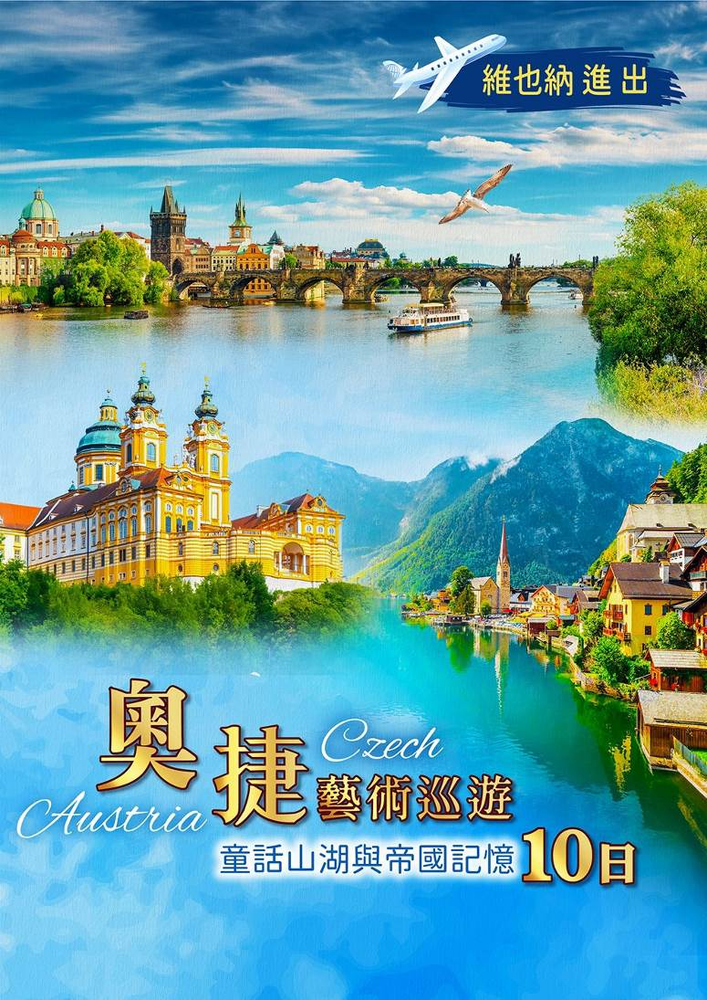 維也納進出
奧捷
Czech
Austria
藝術巡遊
童話山湖與帝國記憶10日